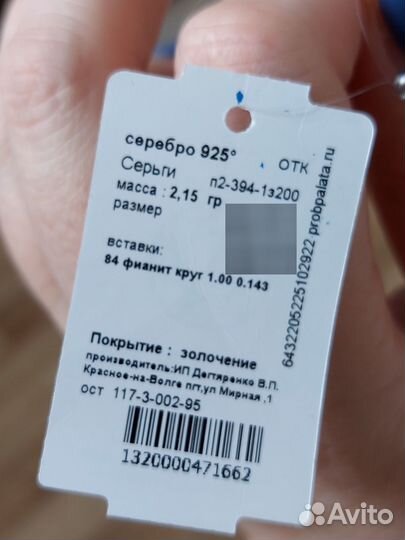 серебро 925° ОТК
Серьги п2-394-1з200
масса : 2,15 гр
размер
вставки:
84 фианит круг 1.00 0.143
Покрытие : золочение
производитель:ИП Дегтяренко В.П.
Красное-на-Волге пгт,ул Мирная ,1
ост 117-3-002-95
1320000471662
6432205225102922 probpalata.ru
Avito